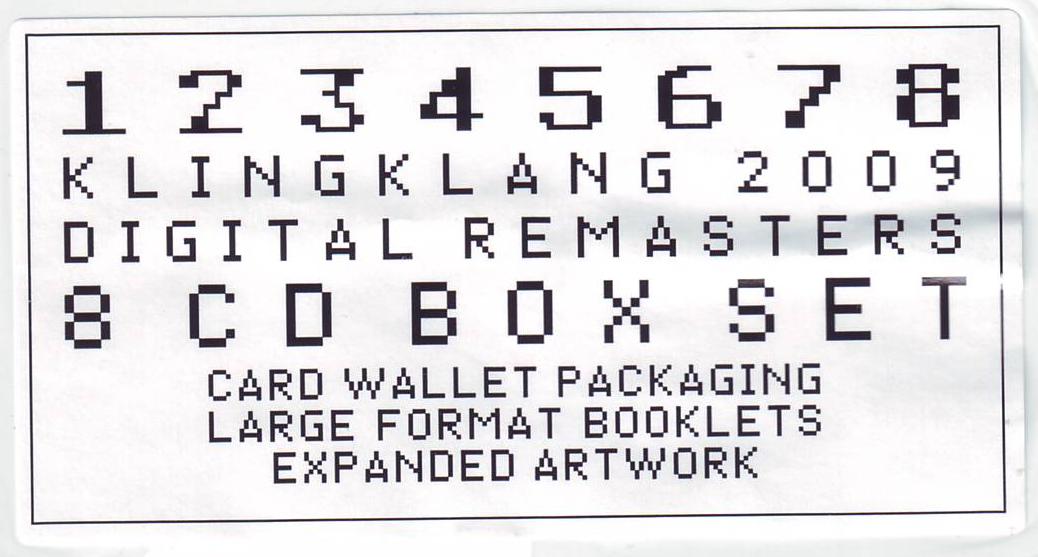 1 2 3 4 5 6 7 8
KLINGKLANG 2009
DIGITAL REMASTERS
8 CD BOX SET
CARD WALLET PACKAGING
LARGE FORMAT BOOKLETS
EXPANDED ARTWORK